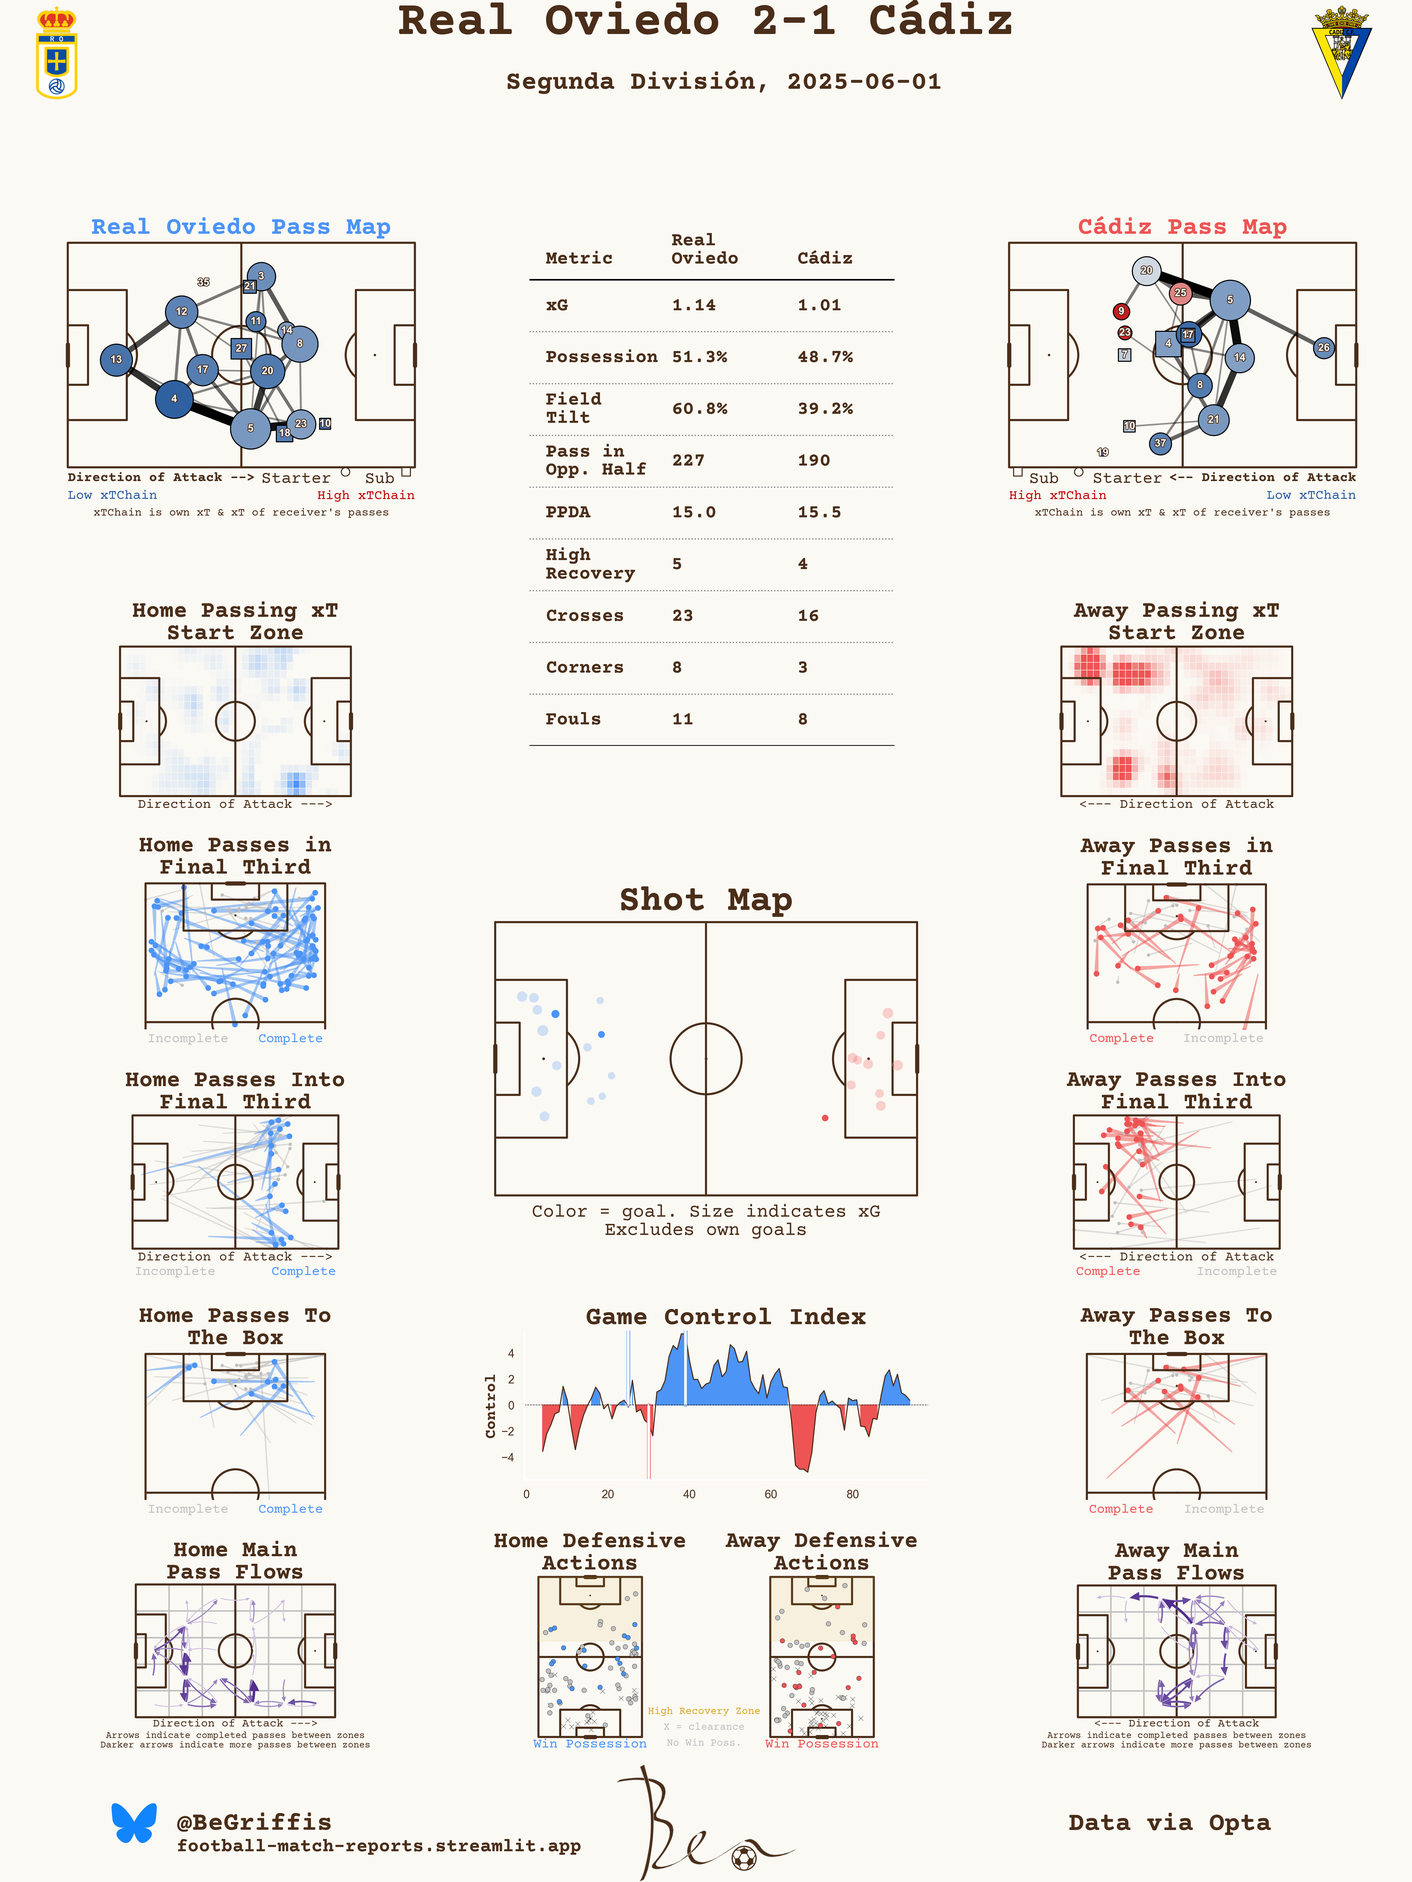 Real Oviedo 2-1 Cádiz
Segunda División, 2025-06-01
R O
Real Oviedo Pass Map
35
3
21
12
11
14
8
27
13
17
20
4
5
18
23
10
Direction of Attack --> Starter Sub
Low xTChain High xTChain
xTChain is own xT & xT of receiver's passes
Metric Real Oviedo Cádiz
xG 1.14 1.01
Possession 51.3% 48.7%
Field Tilt 60.8% 39.2%
Pass in Opp. Half 227 190
PPDA 15.0 15.5
High Recovery 5 4
Crosses 23 16
Corners 8 3
Fouls 11 8
Cádiz Pass Map
20
25
5
9
23
17
4
7
14
26
8
10
21
37
19
Sub Starter <-- Direction of Attack
High xTChain Low xTChain
xTChain is own xT & xT of receiver's passes
Home Passing xT
Start Zone
Direction of Attack --->
Away Passing xT
Start Zone
<--- Direction of Attack
Home Passes in
Final Third
Incomplete Complete
Away Passes in
Final Third
Complete Incomplete
Shot Map
Color = goal. Size indicates xG
Excludes own goals
Home Passes Into
Final Third
Direction of Attack --->
Incomplete Complete
Away Passes Into
Final Third
<--- Direction of Attack
Complete Incomplete
Home Passes To
The Box
Incomplete Complete
Game Control Index
Control
4
2
0
−2
−4
0 20 40 60 80
Away Passes To
The Box
Complete Incomplete
Home Main
Pass Flows
Direction of Attack --->
Arrows indicate completed passes between zones
Darker arrows indicate more passes between zones
Home Defensive
Actions
Win Possession
High Recovery Zone
X = clearance
No Win Poss.
Away Defensive
Actions
Win Possession
Away Main
Pass Flows
<--- Direction of Attack
Arrows indicate completed passes between zones
Darker arrows indicate more passes between zones
@BeGriffis
football-match-reports.streamlit.app
Ben
Data via Opta